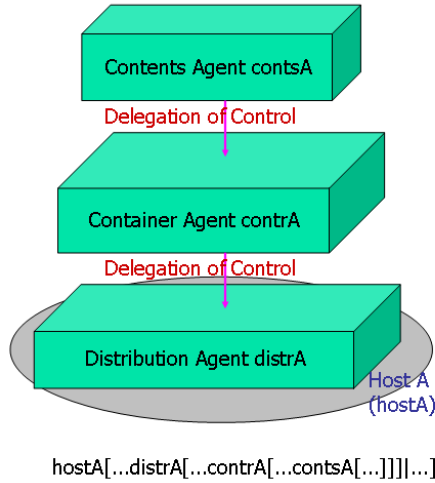 Contents Agent contsA
Delegation of Control
Container Agent contrA
Delegation of Control
Distribution Agent distrA
Host A
(hostA)
hostA[...distrA[...contrA[...contsA[...]]]|...]